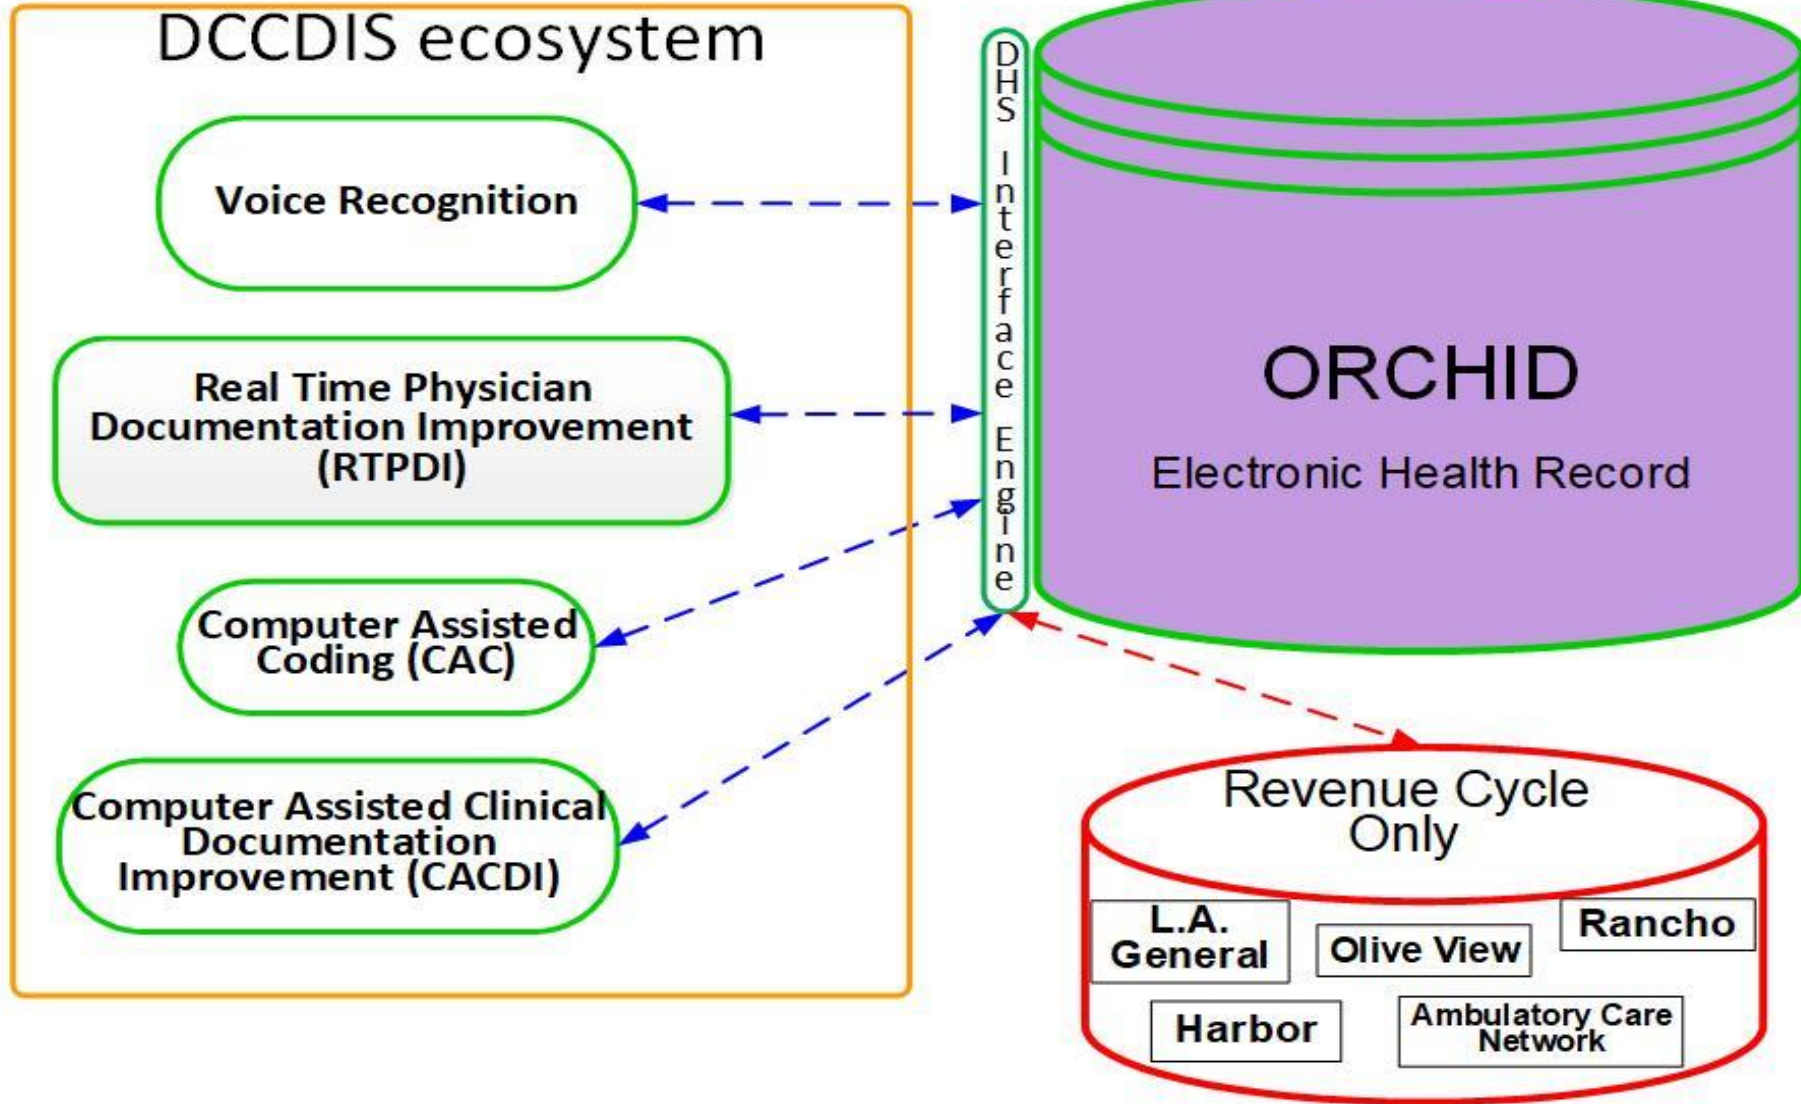 DCCDIS ecosystem
Voice Recognition
Real Time Physician
Documentation Improvement
(RTPDI)
Computer Assisted
Coding (CAC)
Computer Assisted Clinical
Documentation
Improvement (CACDI)
DHS Interface Engine
ORCHID
Electronic Health Record
Revenue Cycle
Only
L.A.
General
Olive View
Rancho
Harbor
Ambulatory Care
Network